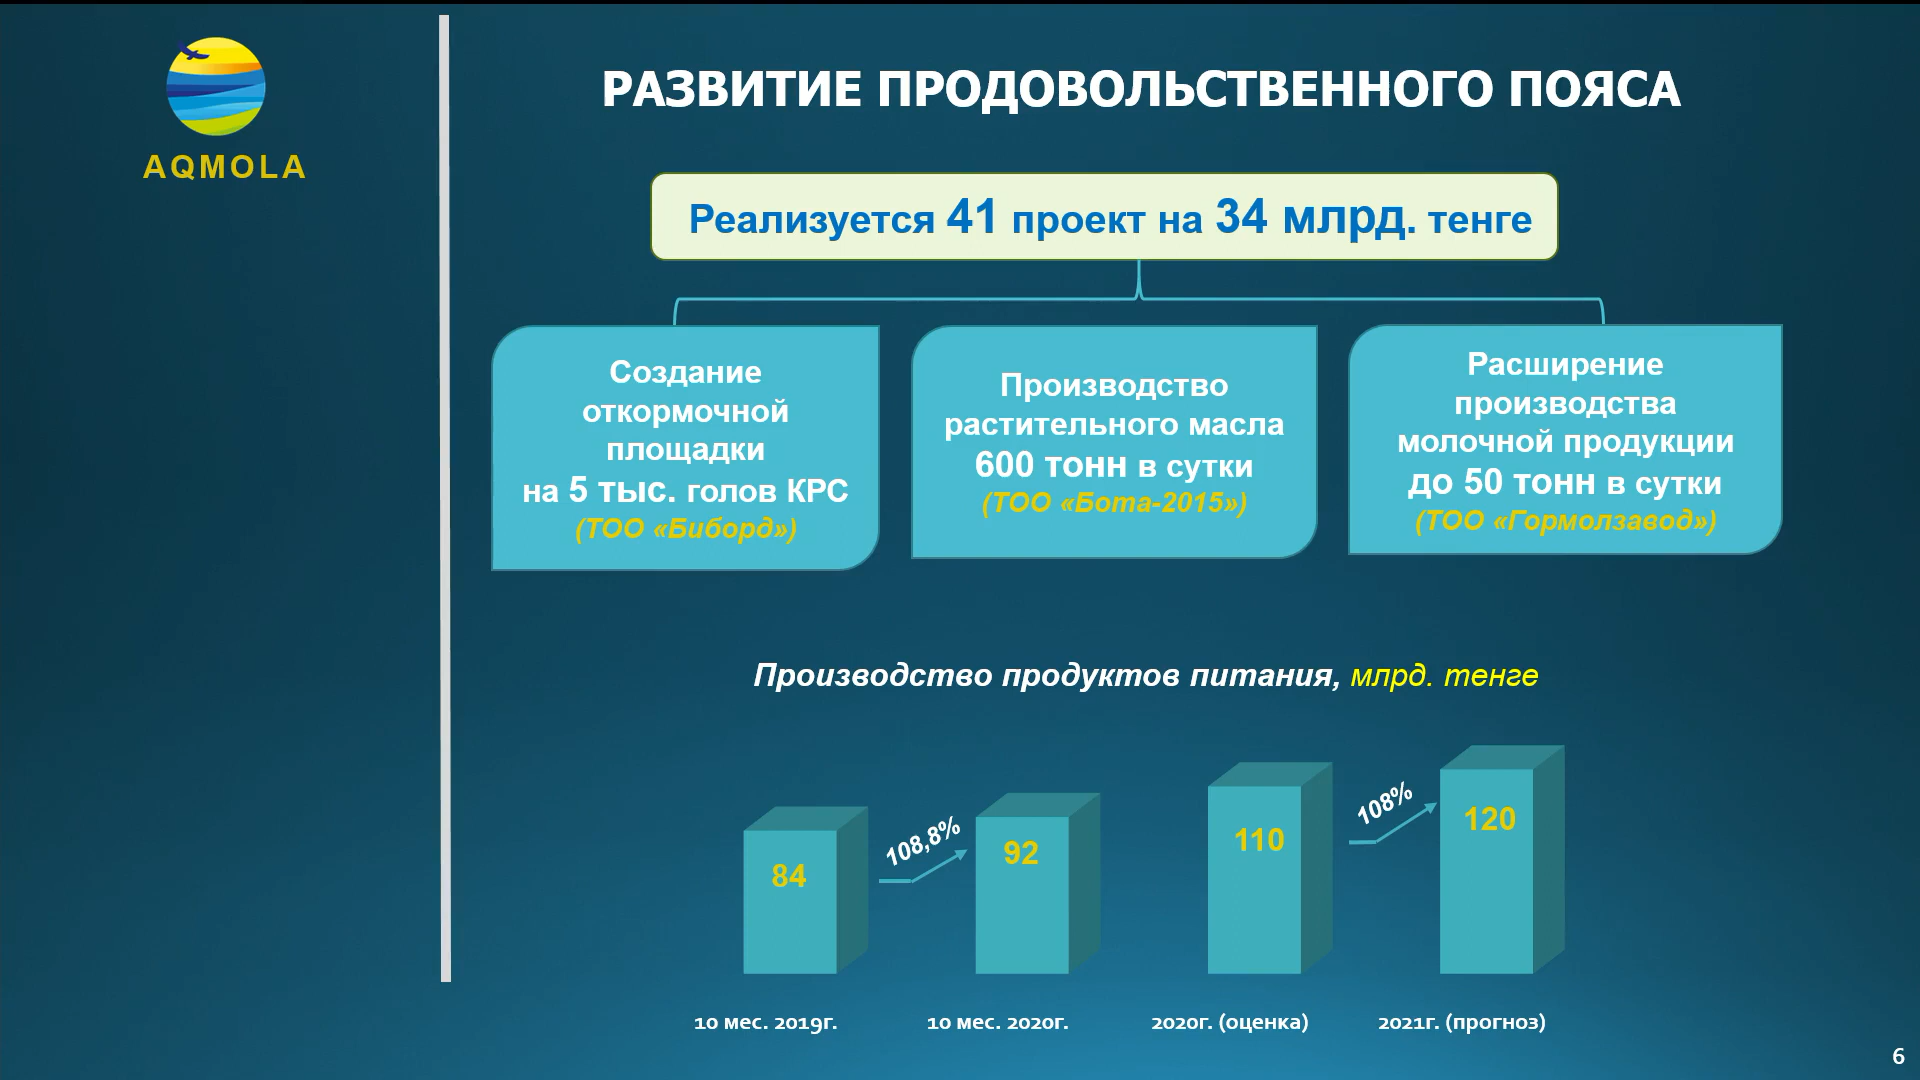 AQMOLA
РАЗВИТИЕ ПРОДОВОЛЬСТВЕННОГО ПОЯСА
Реализуется 41 проект на 34 млрд. тенге
Создание
откормочной
площадки
на 5 тыс. голов КРС
(ТОО «Биборд»)
Производство
растительного масла
600 тонн в сутки
(ТОО «Бота-2015»)
Расширение
производства
молочной продукции
до 50 тонн в сутки
(ТОО «Гормолзавод»)
Производство продуктов питания, млрд. тенге
84
108,8%
92
110
108%
120
10 мес. 2019г.
10 мес. 2020г.
2020г. (оценка)
2021г. (прогноз)
6